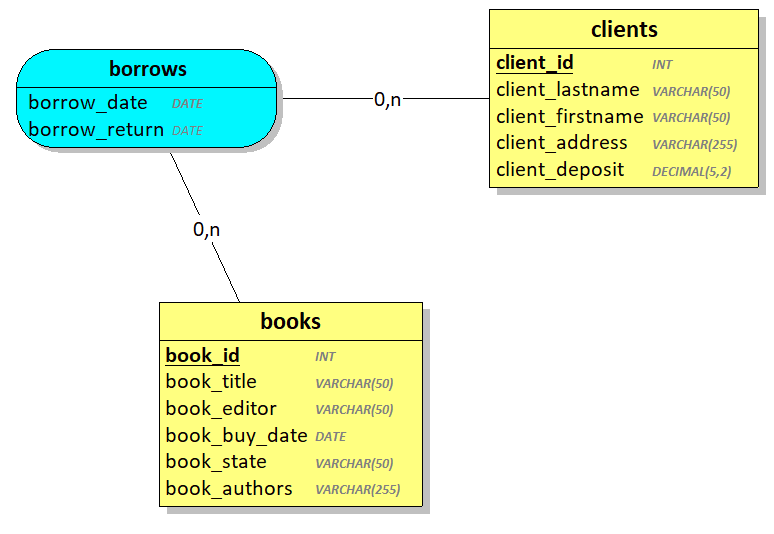 borrows
borrow_date DATE
borrow_return DATE
0,n
clients
client_id INT
client_lastname VARCHAR(50)
client_firstname VARCHAR(50)
client_address VARCHAR(255)
client_deposit DECIMAL(5,2)
0,n
books
book_id INT
book_title VARCHAR(50)
book_editor VARCHAR(50)
book_buy_date DATE
book_state VARCHAR(50)
book_authors VARCHAR(255)